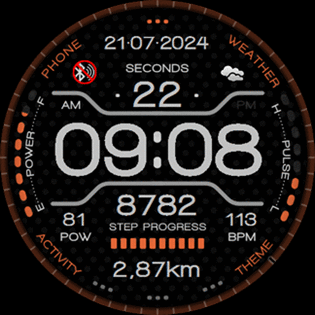 21·07·2024
PHONE
WEATHER
SECONDS
AM · 22 · PM
09:08
F
POWER
E
H
PULSE
L
8782
81
POW
STEP PROGRESS
113
BPM
ACTIVITY
THEME
2,87km